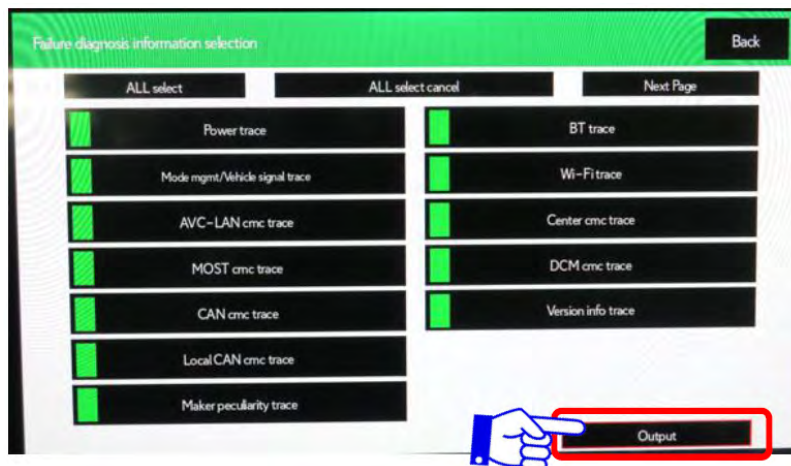 Failure diagnosis information selection
Back
ALL select
ALL select cancel
Next Page
Power trace
BT trace
Mode mgmt/Vehicle signal trace
Wi-Fi trace
AVC-LAN cmc trace
Center cmc trace
MOST cmc trace
DCM cmc trace
CAN cmc trace
Version info trace
Local CAN cmc trace
Maker peculiarity trace
Output